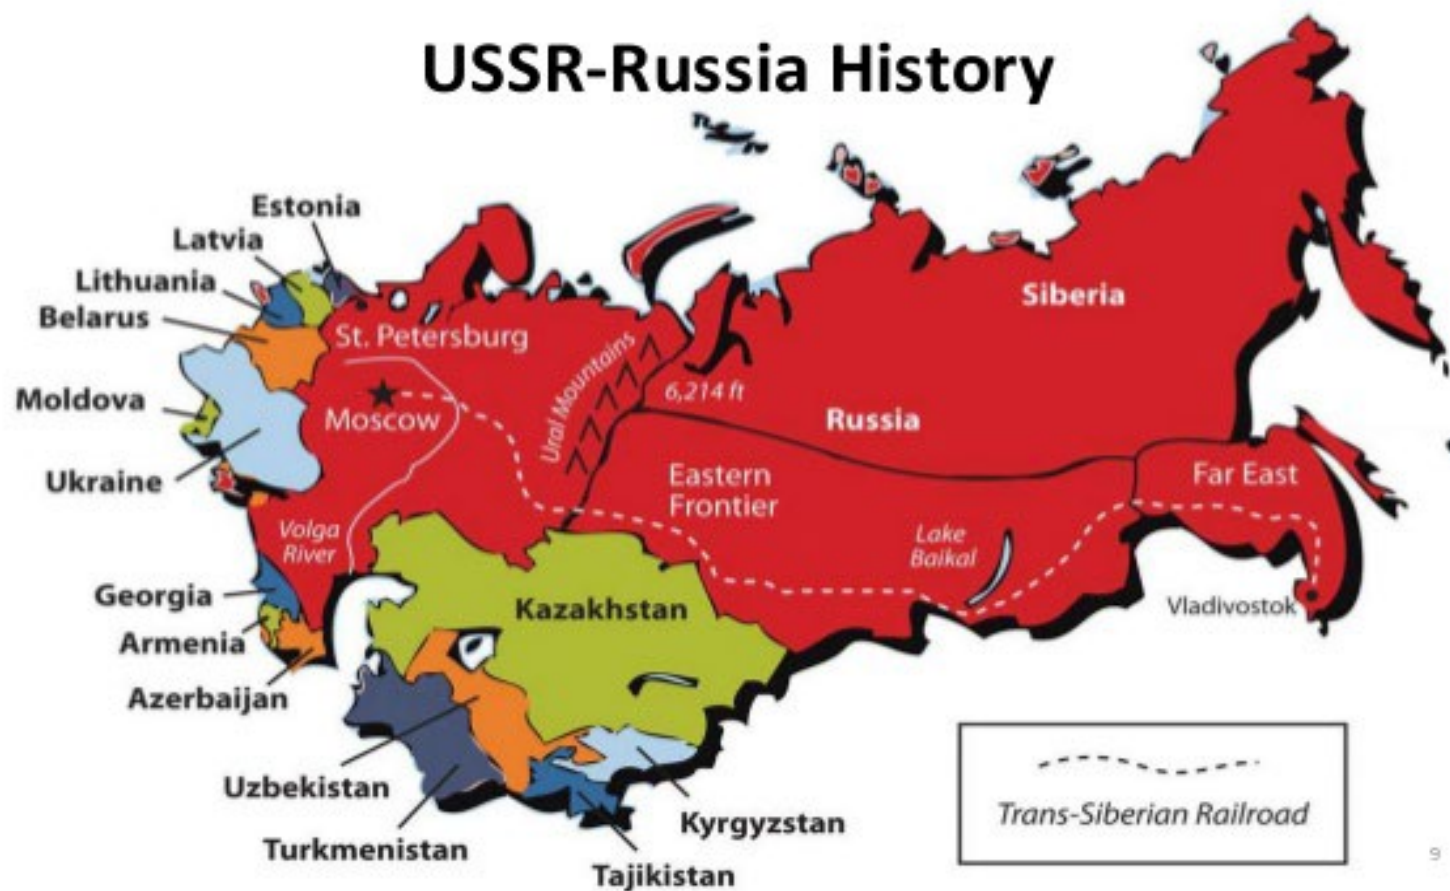 USSR-Russia History
Estonia
Latvia
Lithuania
Belarus
Moldova
Ukraine
Georgia
Armenia
Azerbaijan
Uzbekistan
Turkmenistan
Tajikistan
Kyrgyzstan
Kazakhstan
St. Petersburg
Moscow
Volga
River
Ural Mountains
6,214 ft
Siberia
Russia
Eastern
Frontier
Lake
Baikal
Far East
Vladivostok
Trans-Siberian Railroad
9